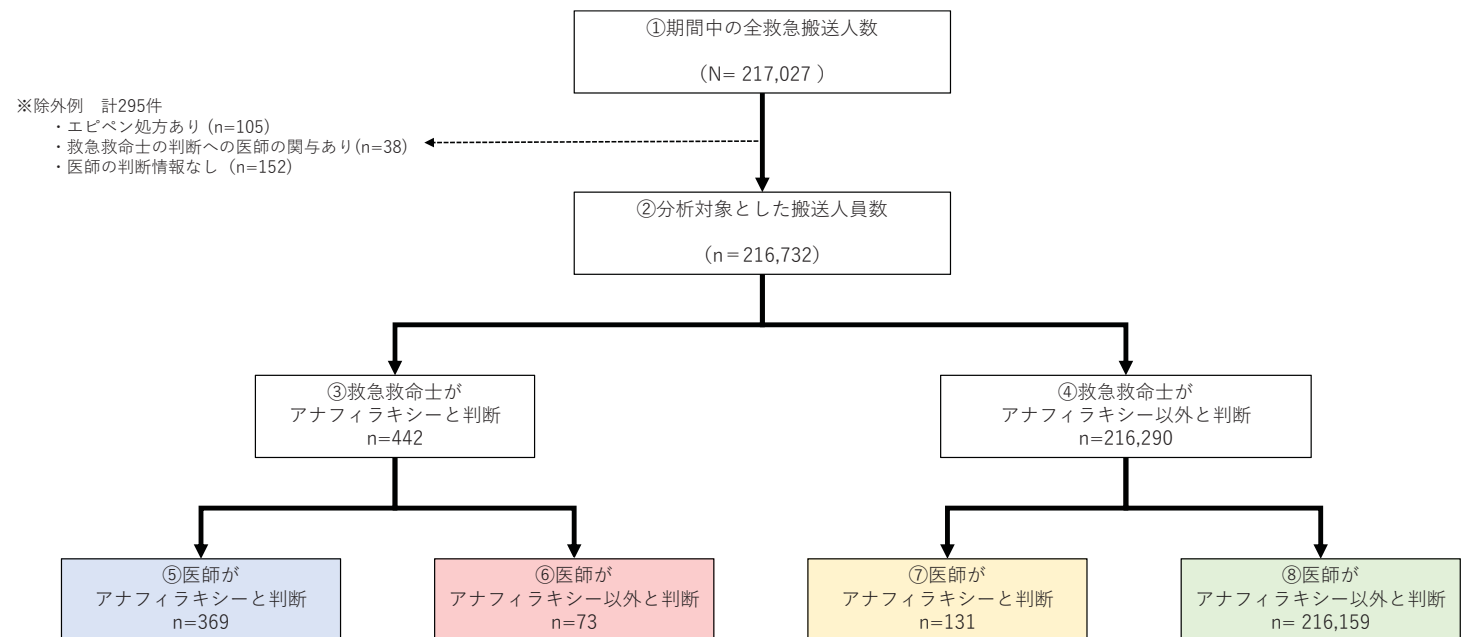 ①期間中の全救急搬送人数
（N= 217,027 ）
※除外例　計295件
・エピペン処方あり (n=105)
・救急救命士の判断への医師の関与あり(n=38)
・医師の判断情報なし（n=152)
②分析対象とした搬送人員数
（n＝216,732）
③救急救命士が
アナフィラキシーと判断
n=442
④救急救命士が
アナフィラキシー以外と判断
n=216,290
⑤医師が
アナフィラキシーと判断
n=369
⑥医師が
アナフィラキシー以外と判断
n=73
⑦医師が
アナフィラキシーと判断
n=131
⑧医師が
アナフィラキシー以外と判断
n= 216,159